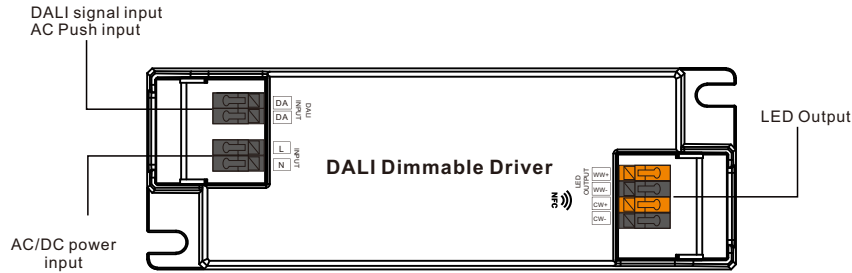 DALI signal input
AC Push input
DA
DA
DALI
INPUT
L
N
INPUT
AC/DC power
input
DALI Dimmable Driver
NFC
LED
OUTPUT
WW+
WW-
CW+
CW-
LED Output